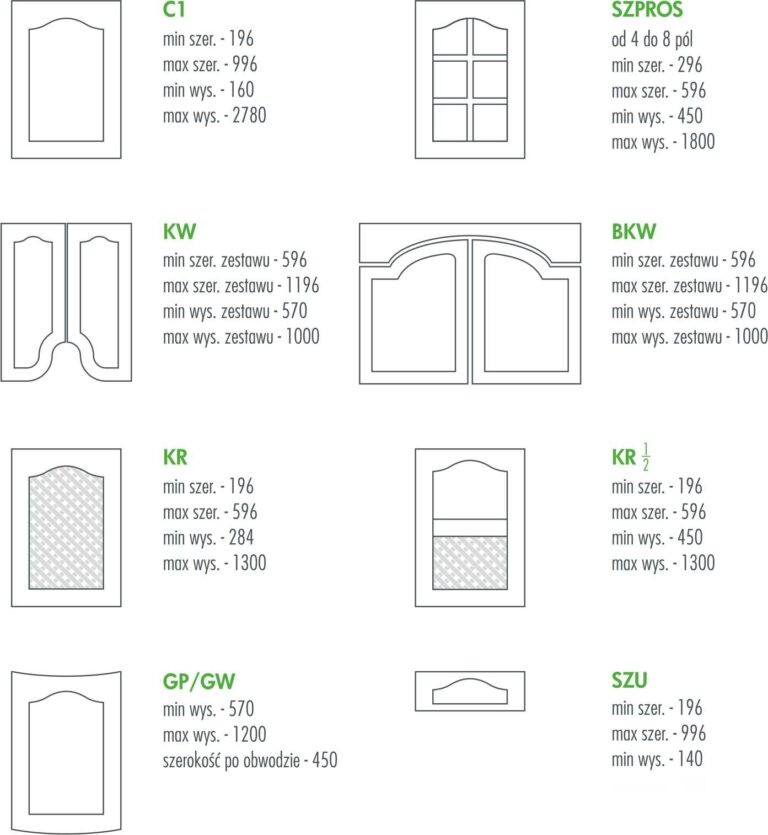 C1
min szer. - 196
max szer. - 996
min wys. - 160
max wys. - 2780
SZPROS
od 4 do 8 pól
min szer. - 296
max szer. - 596
min wys. - 450
max wys. - 1800
KW
min szer. zestawu - 596
max szer. zestawu - 1196
min wys. zestawu - 570
max wys. zestawu - 1000
BKW
min szer. zestawu - 596
max szer. zestawu - 1196
min wys. zestawu - 570
max wys. zestawu - 1000
KR
min szer. - 196
max szer. - 596
min wys. - 284
max wys. - 1300
KR 1/2
min szer. - 196
max szer. - 596
min wys. - 450
max wys. - 1300
GP/GW
min wys. - 570
max wys. - 1200
szerokość po obwodzie - 450
SZU
min szer. - 196
max szer. - 996
min wys. - 140